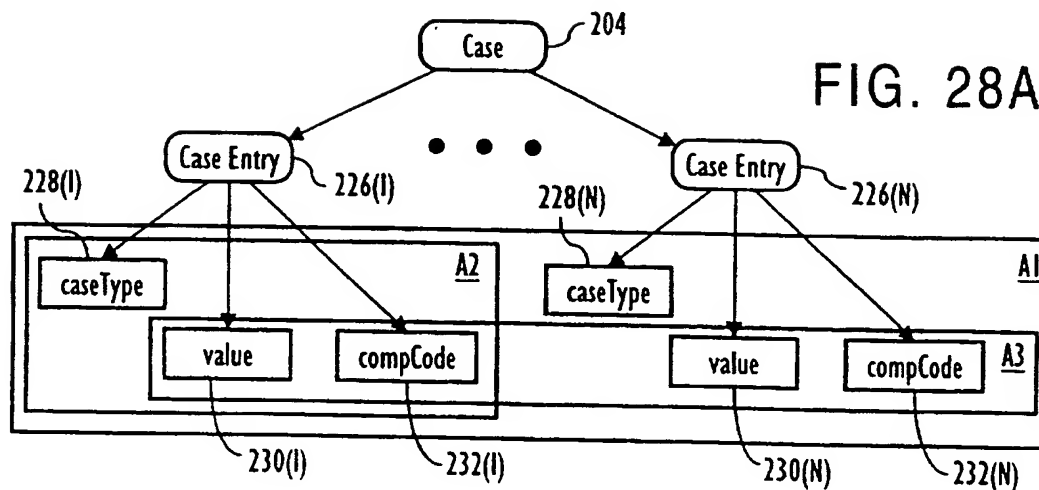 Case
204
FIG. 28A
Case Entry
226(I)
Case Entry
226(N)
228(I)
228(N)
A2
A1
caseType
caseType
value
compCode
value
compCode
A3
230(I)
232(I)
230(N)
232(N)